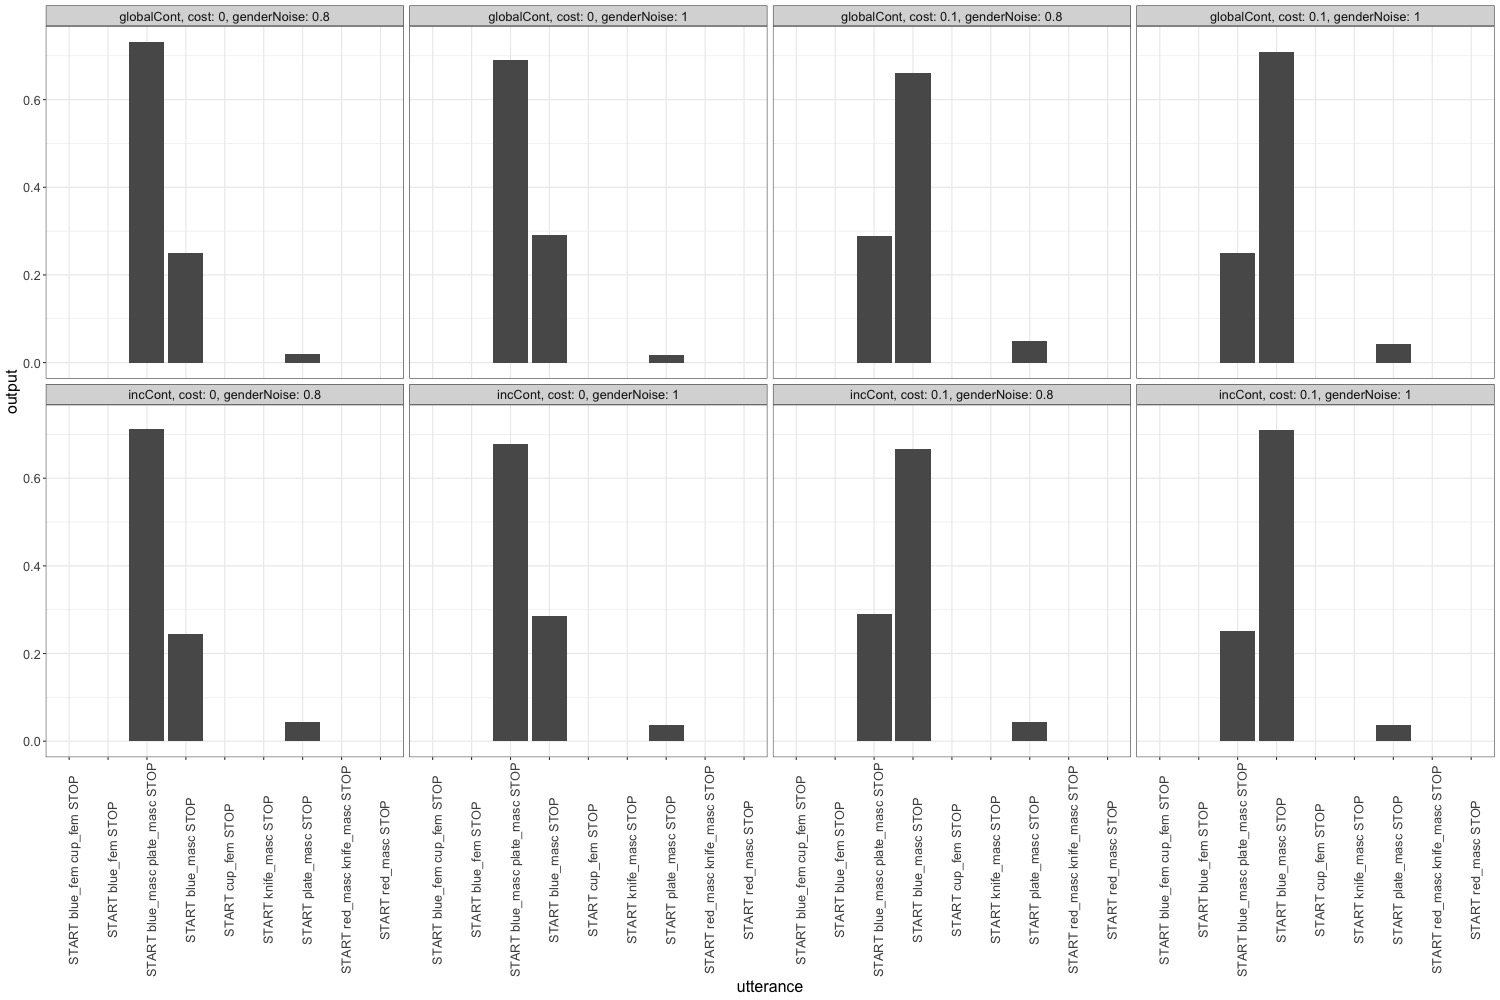 globalCont, cost: 0, genderNoise: 0.8
globalCont, cost: 0, genderNoise: 1
globalCont, cost: 0.1, genderNoise: 0.8
globalCont, cost: 0.1, genderNoise: 1
0.6
0.4
0.2
0.0
output
incCont, cost: 0, genderNoise: 0.8
incCont, cost: 0, genderNoise: 1
incCont, cost: 0.1, genderNoise: 0.8
incCont, cost: 0.1, genderNoise: 1
0.6
0.4
0.2
0.0
START blue_fem cup_fem STOP
START blue_fem STOP
START blue_masc plate_masc STOP
START blue_masc STOP
START cup_fem STOP
START knife_masc STOP
START plate_masc STOP
START red_masc knife_masc STOP
START red_masc STOP
START blue_fem cup_fem STOP
START blue_fem STOP
START blue_masc plate_masc STOP
START blue_masc STOP
START cup_fem STOP
START knife_masc STOP
START plate_masc STOP
START red_masc knife_masc STOP
START red_masc STOP
START blue_fem cup_fem STOP
START blue_fem STOP
START blue_masc plate_masc STOP
START blue_masc STOP
START cup_fem STOP
START knife_masc STOP
START plate_masc STOP
START red_masc knife_masc STOP
START red_masc STOP
START blue_fem cup_fem STOP
START blue_fem STOP
START blue_masc plate_masc STOP
START blue_masc STOP
START cup_fem STOP
START knife_masc STOP
START plate_masc STOP
START red_masc knife_masc STOP
START red_masc STOP
utterance